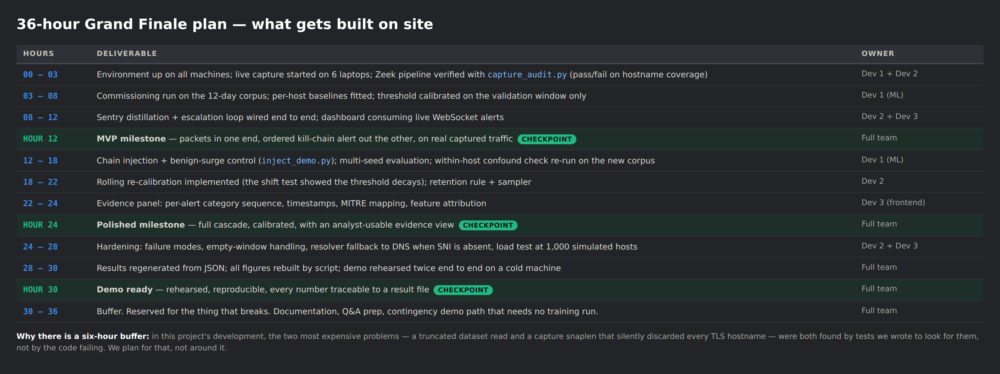 36-hour Grand Finale plan — what gets built on site
HOURS DELIVERABLE OWNER
00 – 03 Environment up on all machines; live capture started on 6 laptops; Zeek pipeline verified with capture_audit.py (pass/fail on hostname coverage) Dev 1 + Dev 2
03 – 08 Commissioning run on the 12-day corpus; per-host baselines fitted; threshold calibrated on the validation window only Dev 1 (ML)
08 – 12 Sentry distillation + escalation loop wired end to end; dashboard consuming live WebSocket alerts Dev 2 + Dev 3
HOUR 12 MVP milestone — packets in one end, ordered kill-chain alert out the other, on real captured traffic CHECKPOINT Full team
12 – 18 Chain injection + benign-surge control (inject_demo.py); multi-seed evaluation; within-host confound check re-run on the new corpus Dev 1 (ML)
18 – 22 Rolling re-calibration implemented (the shift test showed the threshold decays); retention rule + sampler Dev 2
22 – 24 Evidence panel: per-alert category sequence, timestamps, MITRE mapping, feature attribution Dev 3 (frontend)
HOUR 24 Polished milestone — full cascade, calibrated, with an analyst-usable evidence view CHECKPOINT Full team
24 – 28 Hardening: failure modes, empty-window handling, resolver fallback to DNS when SNI is absent, load test at 1,000 simulated hosts Dev 2 + Dev 3
28 – 30 Results regenerated from JSON; all figures rebuilt by script; demo rehearsed twice end to end on a cold machine Full team
HOUR 30 Demo ready — rehearsed, reproducible, every number traceable to a result file CHECKPOINT Full team
30 – 36 Buffer. Reserved for the thing that breaks. Documentation, Q&A prep, contingency demo path that needs no training run. Full team
Why there is a six-hour buffer: in this project's development, the two most expensive problems — a truncated dataset read and a capture snaplen that silently discarded every TLS hostname — were both found by tests we wrote to look for them,
not by the code failing. We plan for that, not around it.